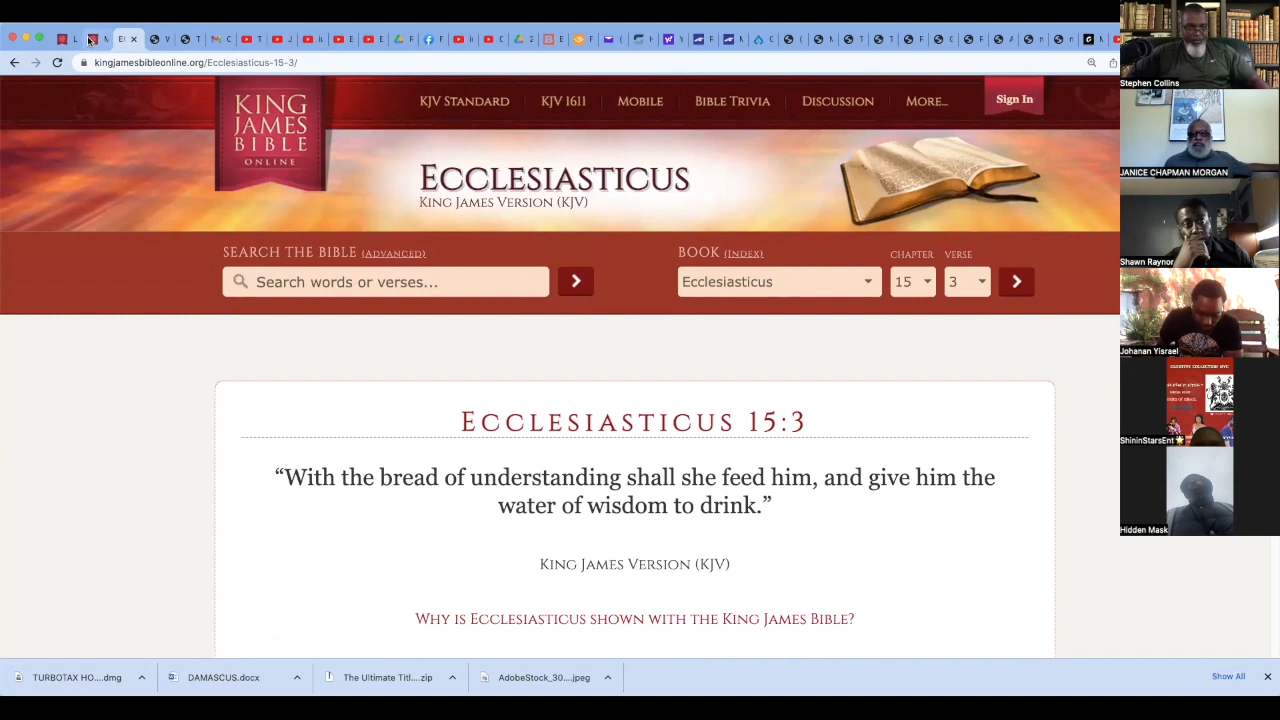 kingjamesbibleonline.org/Ecclesiasticus-15-3/
KING
JAMES
BIBLE
ONLINE
KJV STANDARD
KJV 1611
MOBILE
BIBLE TRIVIA
DISCUSSION
MORE...
Sign In
ECCLESIASTICUS
KING JAMES VERSION (KJV)
SEARCH THE BIBLE (ADVANCED)
Search words or verses...
BOOK (INDEX)
CHAPTER
VERSE
Ecclesiasticus
15
3
ECCLESIASTICUS 15:3
“With the bread of understanding shall she feed him, and give him the
water of wisdom to drink.”
KING JAMES VERSION (KJV)
WHY IS ECCLESIASTICUS SHOWN WITH THE KING JAMES BIBLE?
TURBOTAX HO....dmg
DAMASCUS.docx
The Ultimate Titl....zip
AdobeStock_30....jpeg
Show All
Stephen Collins
JANICE CHAPMAN MORGAN
Shawn Raynor
Johanan Yisrael
ShininStarsEnt🌟
Hidden Mask